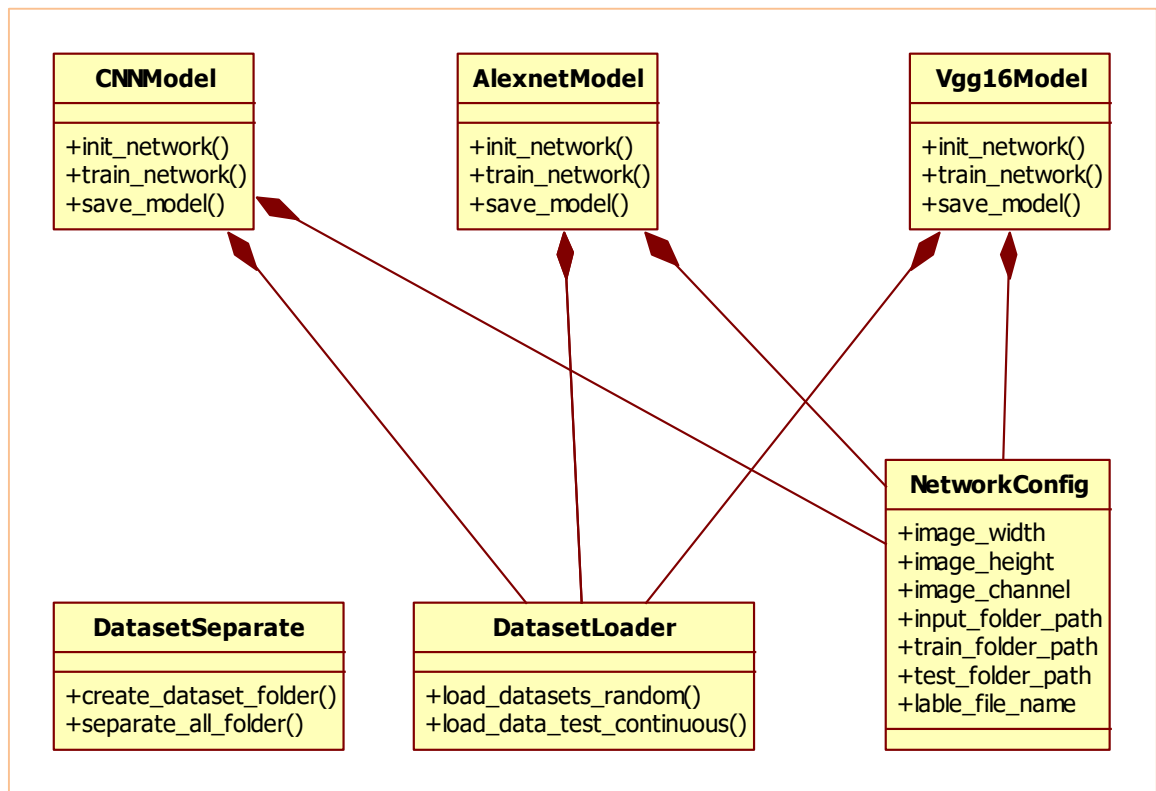 CNNModel
+init_network()
+train_network()
+save_model()
AlexnetModel
+init_network()
+train_network()
+save_model()
Vgg16Model
+init_network()
+train_network()
+save_model()
DatasetSeparate
+create_dataset_folder()
+separate_all_folder()
DatasetLoader
+load_datasets_random()
+load_data_test_continuous()
NetworkConfig
+image_width
+image_height
+image_channel
+input_folder_path
+train_folder_path
+test_folder_path
+lable_file_name